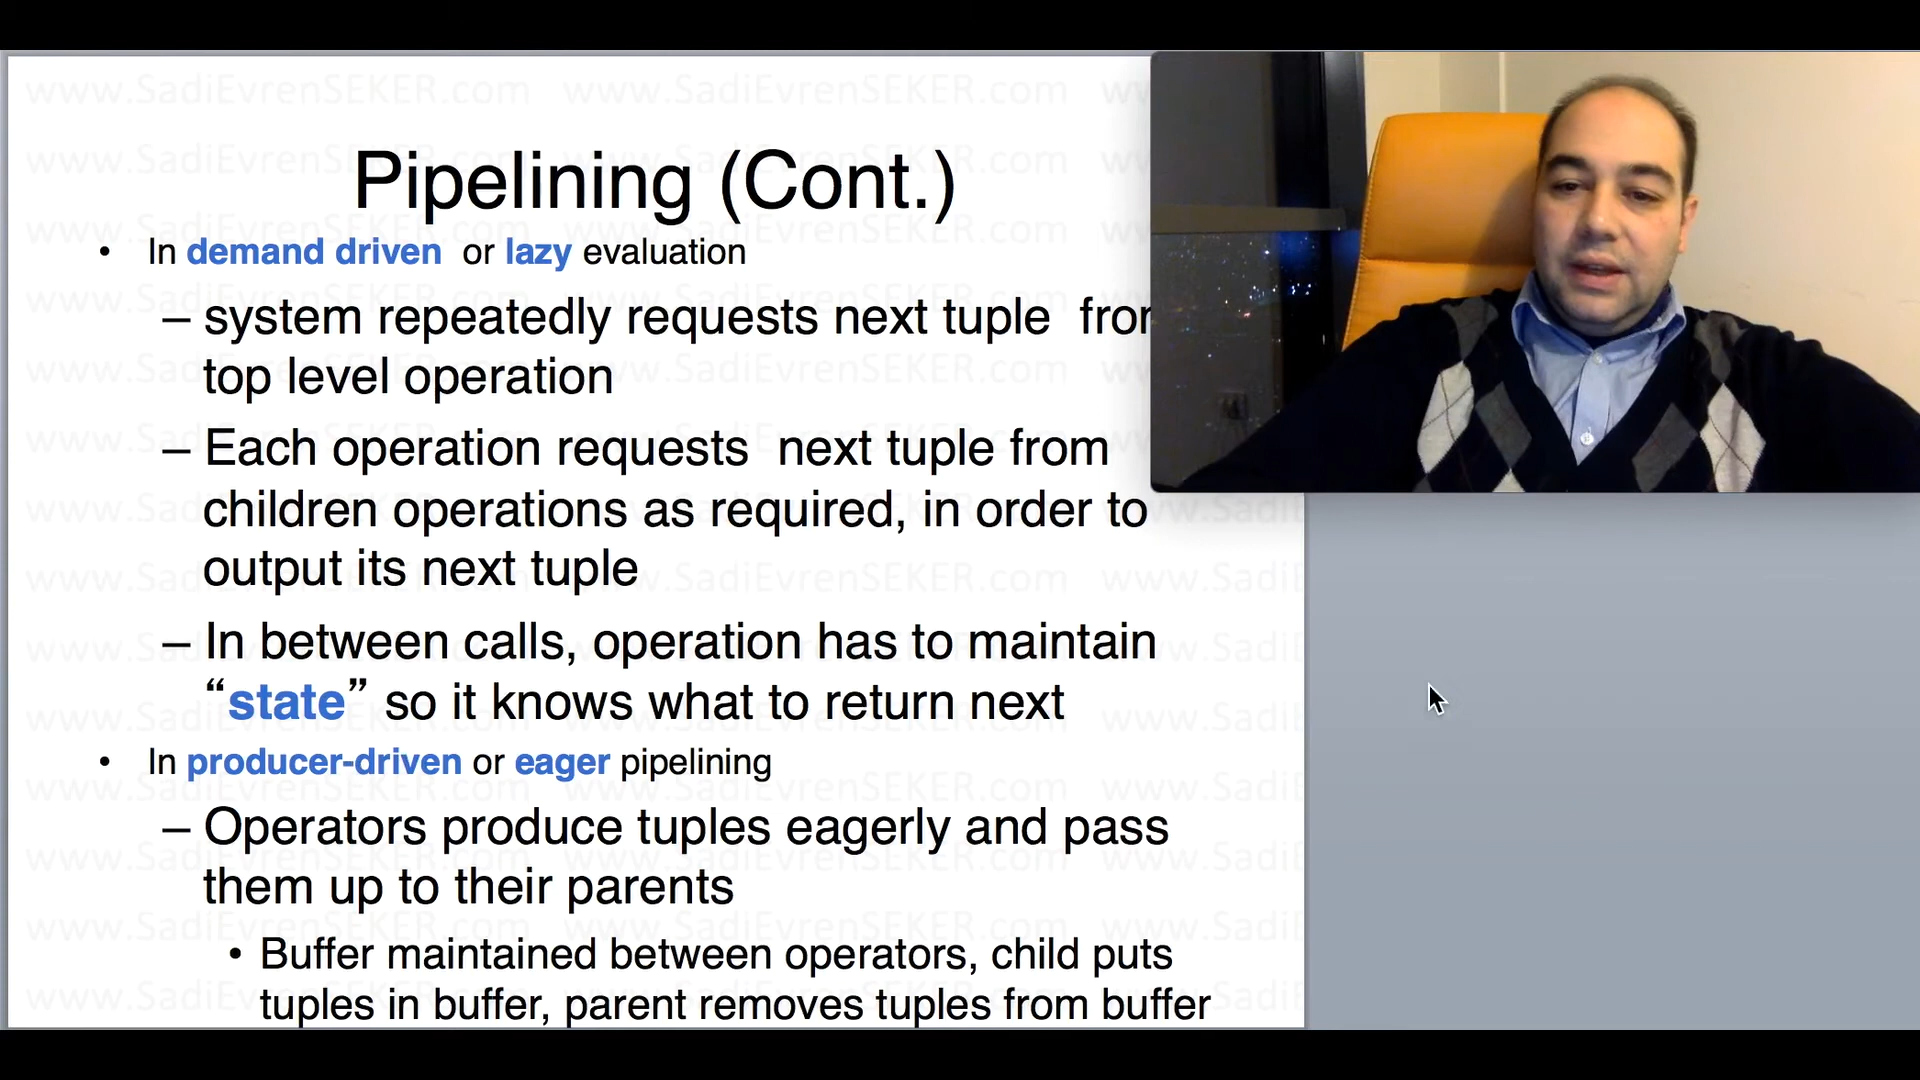 www.SadiEvrenSEKER.com www.SadiEvrenSEKER.com
Pipelining (Cont.)
• In demand driven or lazy evaluation
– system repeatedly requests next tuple
top level operation
– Each operation requests next tuple from
children operations as required, in order to
output its next tuple
– In between calls, operation has to maintain
“state” so it knows what to return next
• In producer-driven or eager pipelining
– Operators produce tuples eagerly and pass
them up to their parents
• Buffer maintained between operators, child puts
tuples in buffer, parent removes tuples from buffer